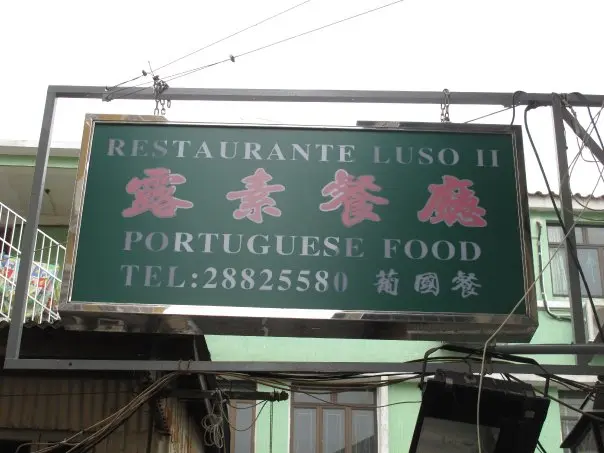 RESTAURANTE LUSO II
露素餐廳
PORTUGUESE FOOD
TEL:28825580 葡國餐